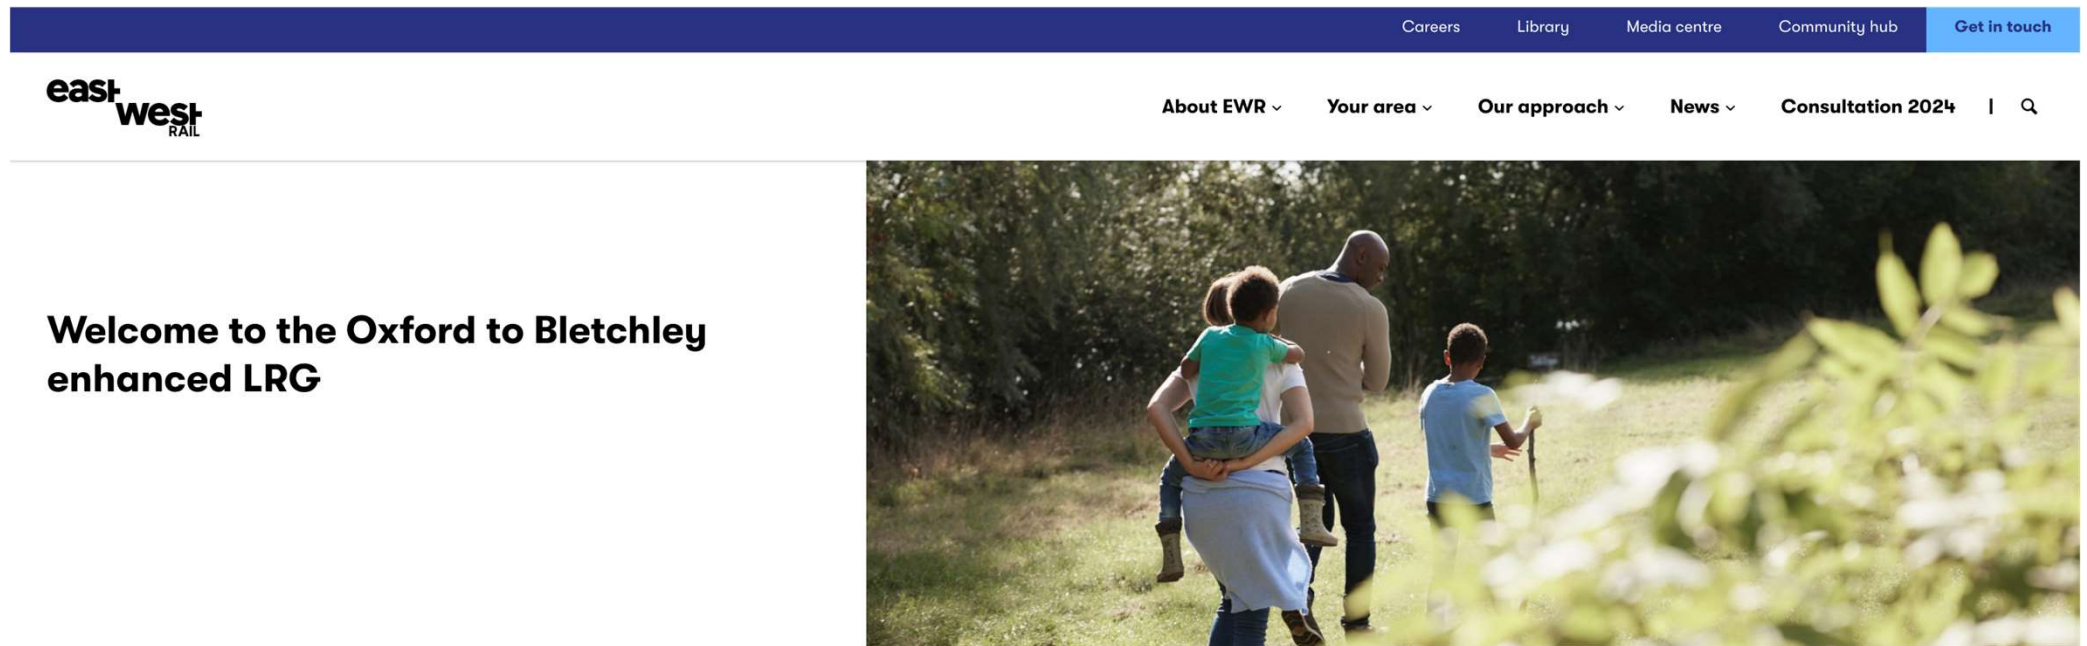 Careers Library Media centre Community hub Get in touch
east
west
RAIL
About EWR Your area Our approach News Consultation 2024 |
Welcome to the Oxford to Bletchley
enhanced LRG